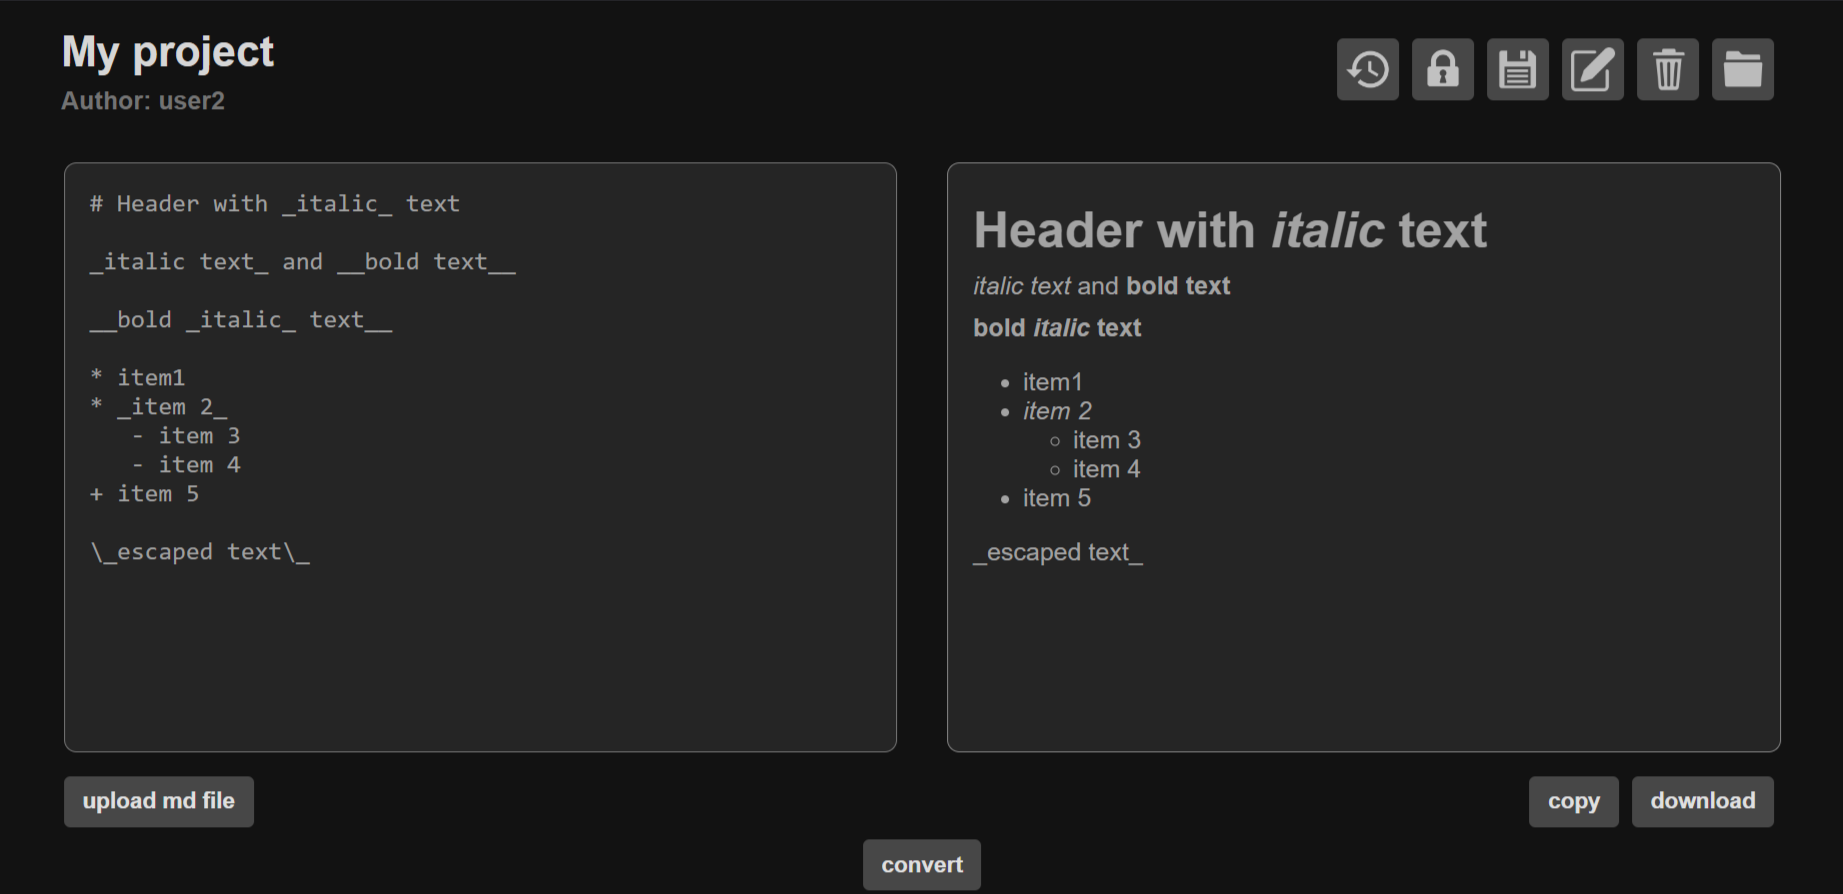 My project
Author: user2
# Header with _italic_ text
_italic text_ and __bold text__
__bold _italic_ text__
* item1
* _item 2_
   - item 3
   - item 4
+ item 5
\_escaped text\_
Header with italic text
italic text and bold text
bold italic text
• item1
• item 2
◦ item 3
◦ item 4
• item 5
_escaped text_
upload md file
copy
download
convert